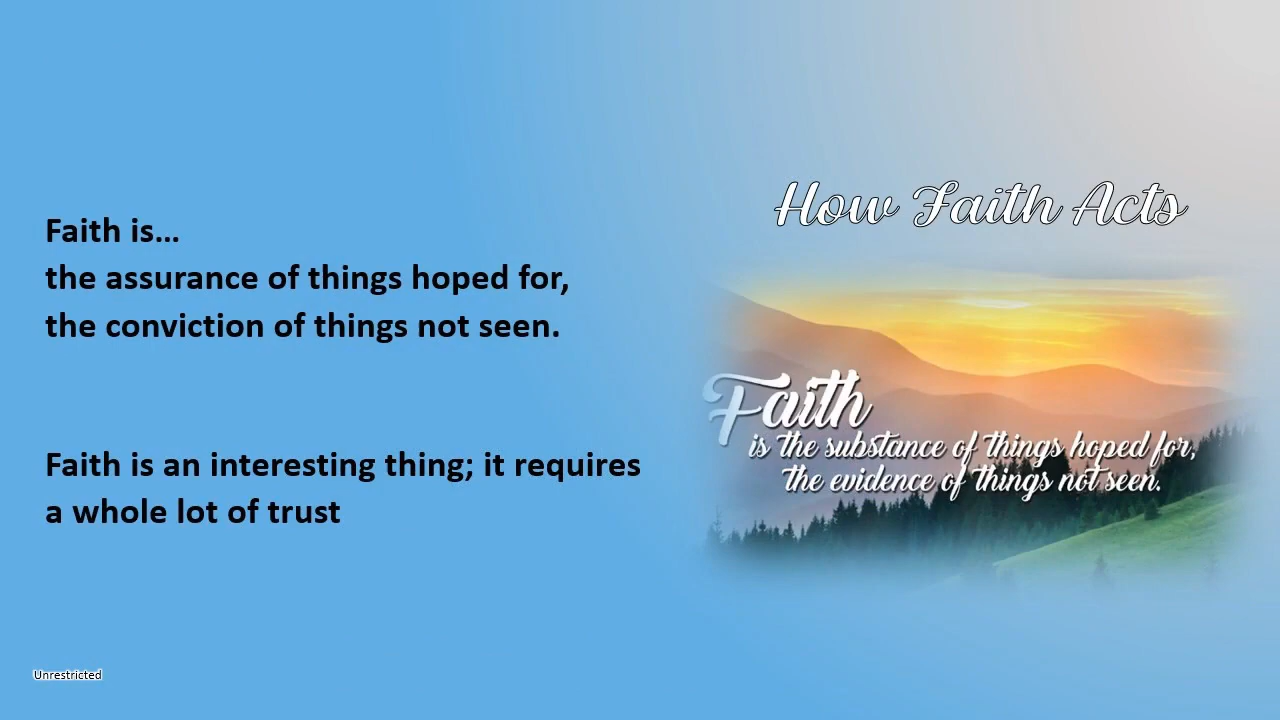 Faith is…
the assurance of things hoped for,
the conviction of things not seen.
Faith is an interesting thing; it requires
a whole lot of trust
How Faith Acts
Faith
is the substance of things hoped for,
the evidence of things not seen.
Unrestricted